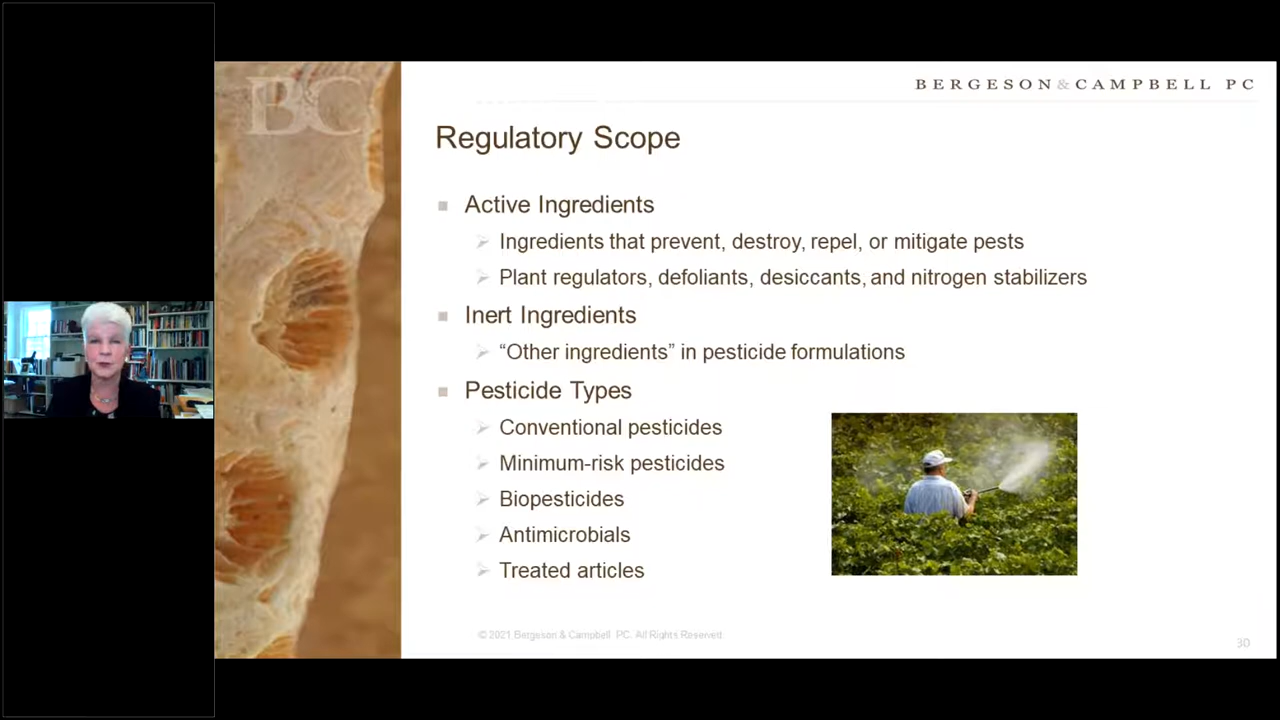 BC
BERGESON&CAMPBELL PC
Regulatory Scope
Active Ingredients
Ingredients that prevent, destroy, repel, or mitigate pests
Plant regulators, defoliants, desiccants, and nitrogen stabilizers
Inert Ingredients
“Other ingredients” in pesticide formulations
Pesticide Types
Conventional pesticides
Minimum-risk pesticides
Biopesticides
Antimicrobials
Treated articles
© 2021 Bergeson & Campbell PC. All Rights Reserved
30